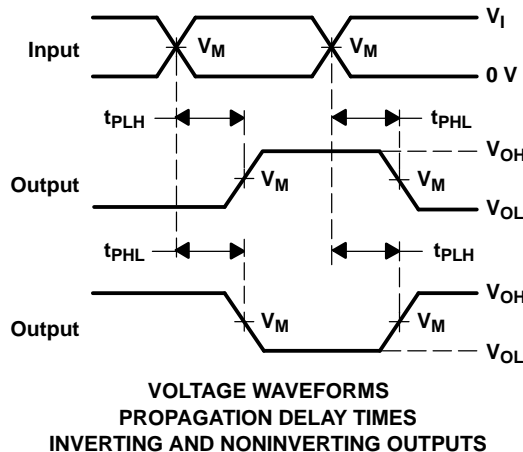 V_I
Input V_M V_M
0 V
t_PLH t_PHL
V_OH
Output V_M V_M
V_OL
t_PHL t_PLH
V_OH
Output V_M V_M
V_OL
VOLTAGE WAVEFORMS
PROPAGATION DELAY TIMES
INVERTING AND NONINVERTING OUTPUTS